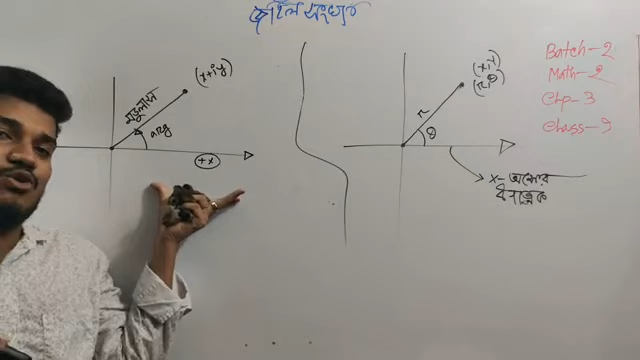 জটিল সংখ্যা
(x+iy)
মডুলাস
arg
+x
(x,y)
(r,θ)
r
θ
x- অক্ষের
ধনাত্মক
Batch-2
Math-2
Chp-3
Class-9